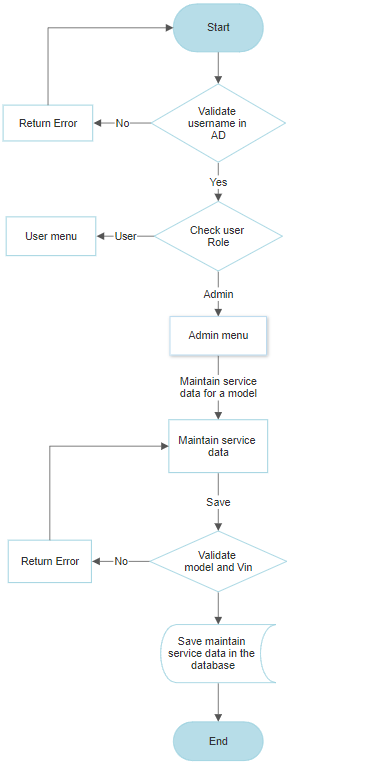 Start
Validate
username in
AD
No
Return Error
Yes
Check user
Role
User
User menu
Admin
Admin menu
Maintain service
data for a model
Maintain service
data
Save
Validate
model and Vin
No
Return Error
Save maintain
service data in the
database
End